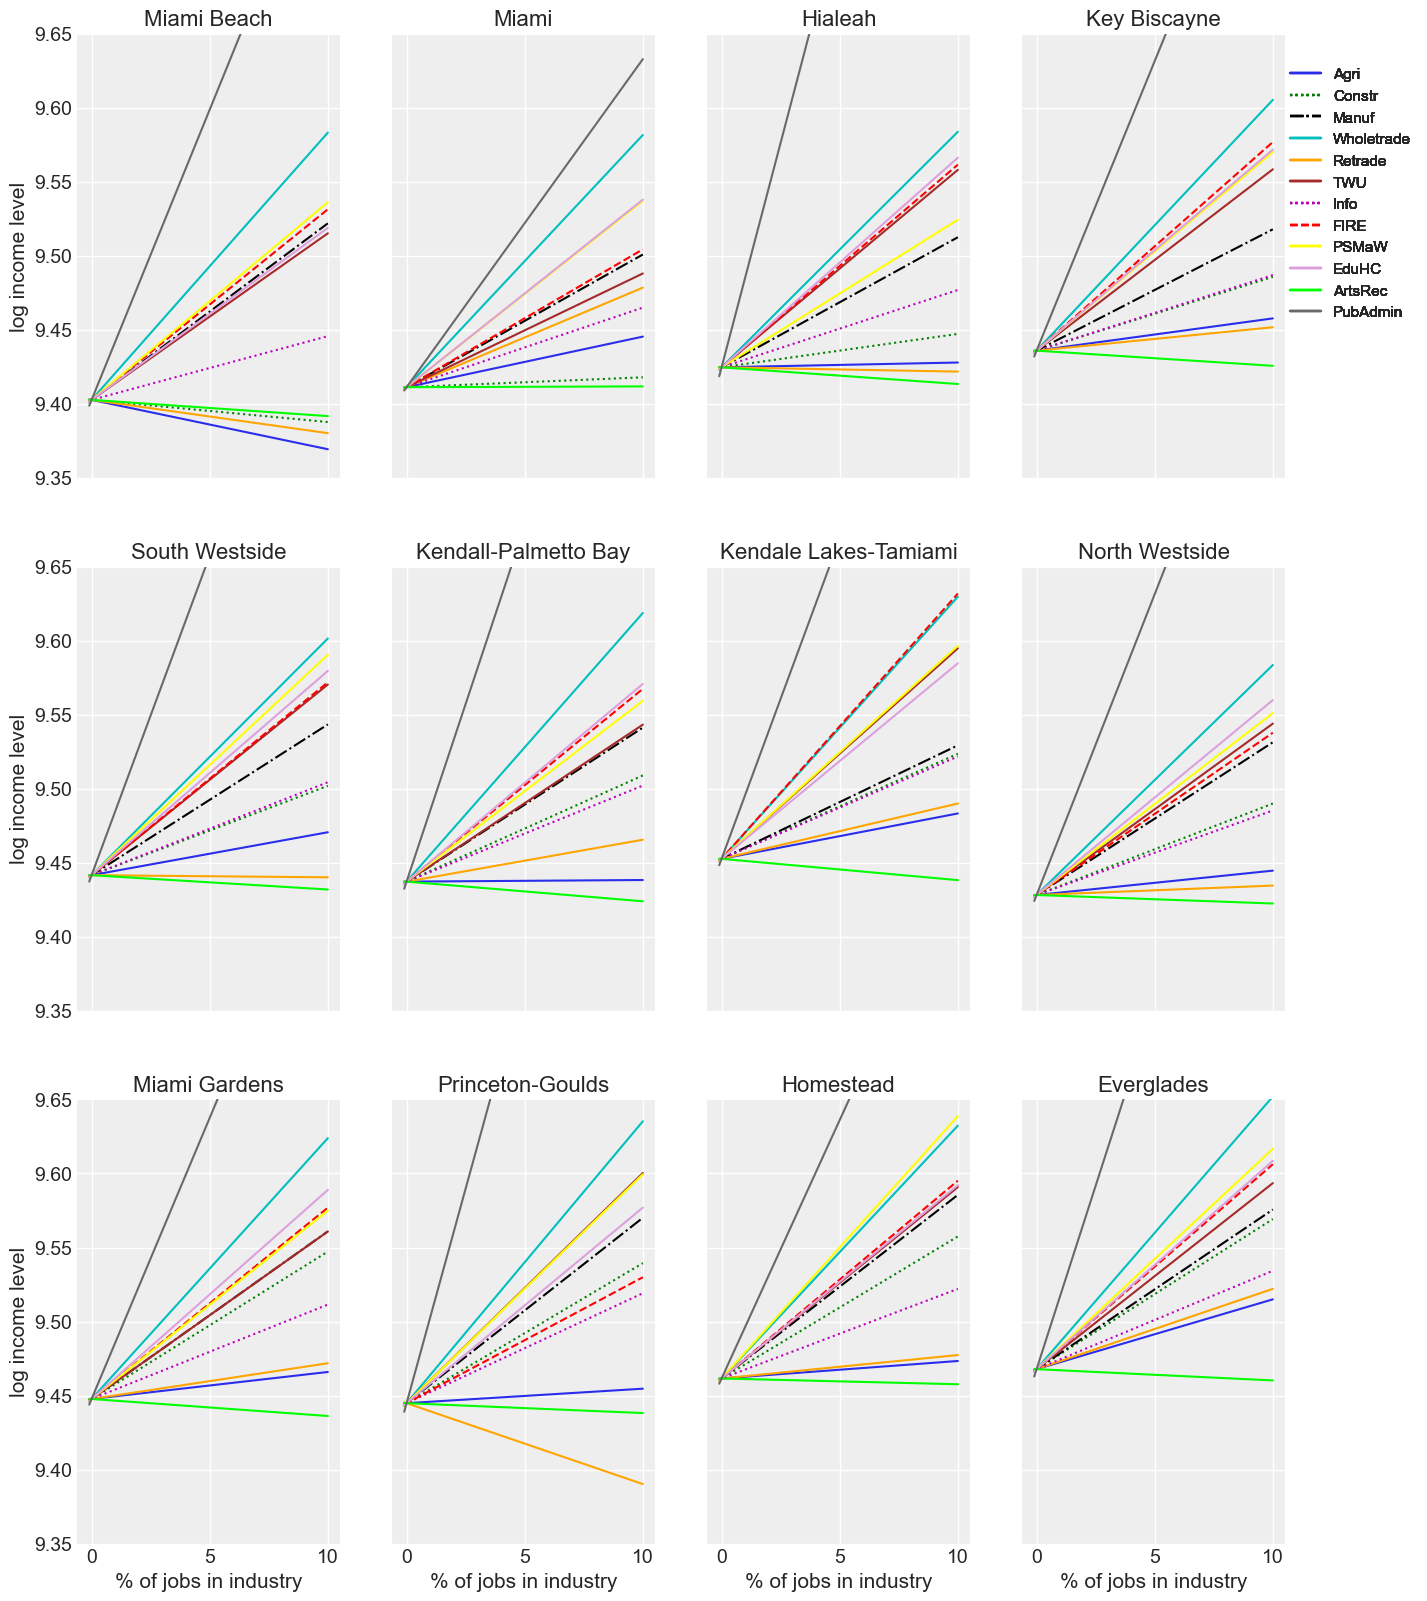 Miami Beach
Miami
Hialeah
Key Biscayne
9.65
9.60
9.55
9.50
9.45
9.40
9.35
log income level
Agri
Constr
Manuf
Wholetrade
Retrade
TWU
Info
FIRE
PSMaW
EduHC
ArtsRec
PubAdmin
South Westside
Kendall-Palmetto Bay
Kendale Lakes-Tamiami
North Westside
9.65
9.60
9.55
9.50
9.45
9.40
9.35
log income level
Miami Gardens
Princeton-Goulds
Homestead
Everglades
9.65
9.60
9.55
9.50
9.45
9.40
9.35
log income level
0 5 10
0 5 10
0 5 10
0 5 10
% of jobs in industry
% of jobs in industry
% of jobs in industry
% of jobs in industry